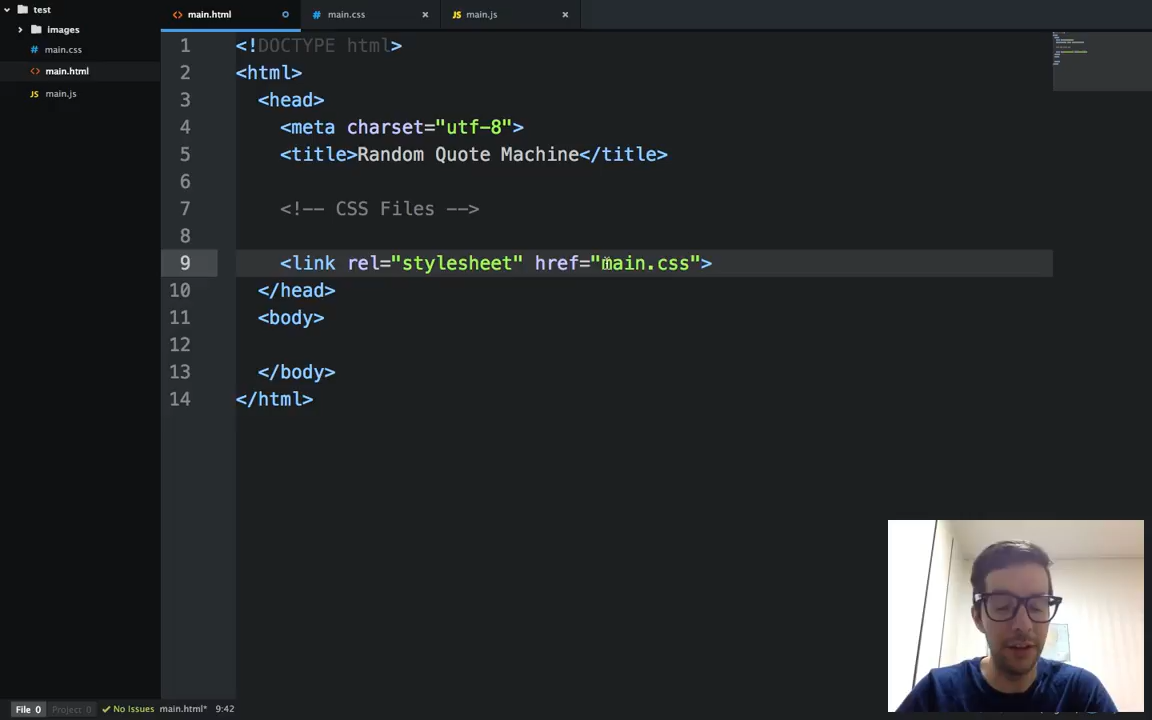 test
images
main.css
main.html
main.js
main.html
main.css
main.js
1 <!DOCTYPE html>
2 <html>
3 <head>
4 <meta charset="utf-8">
5 <title>Random Quote Machine</title>
6
7 <!-- CSS Files -->
8
9 <link rel="stylesheet" href="main.css">
10 </head>
11 <body>
12
13 </body>
14 </html>
File 0 Project 0 No Issues main.html* 9:42